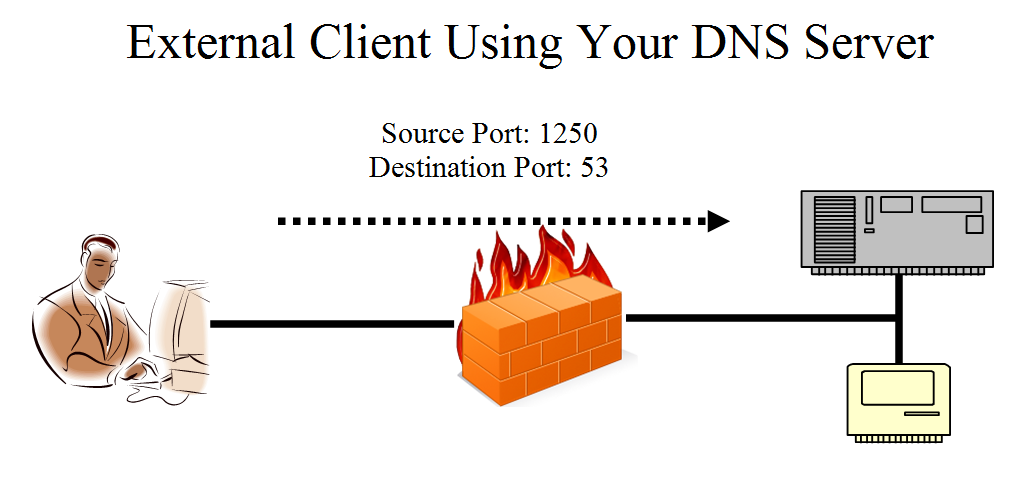 External Client Using Your DNS Server
Source Port: 1250
Destination Port: 53